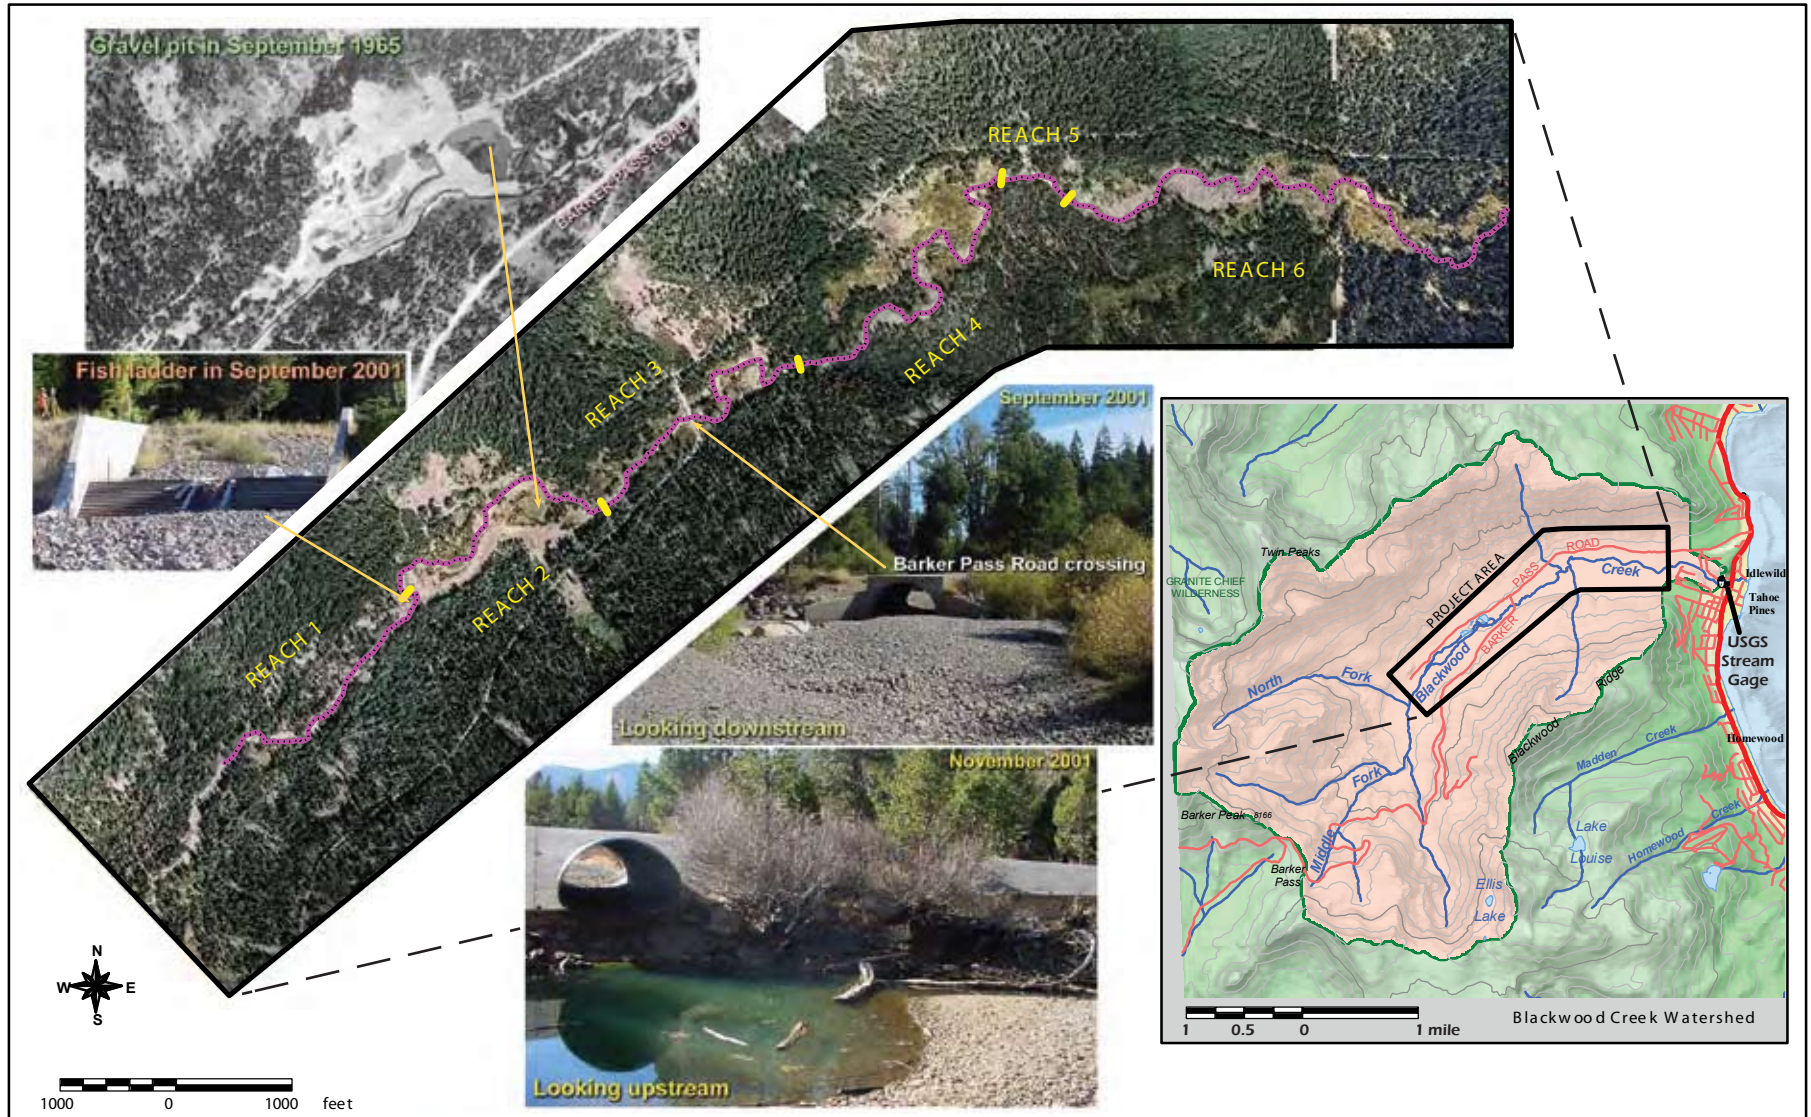 Gravel pit in September 1965
BARKER PASS ROAD
Fish ladder in September 2001
REACH 1
REACH 2
REACH 3
REACH 4
REACH 5
REACH 6
September 2001
Barker Pass Road crossing
Looking downstream
November 2001
Looking upstream
N
W E
S
1000 0 1000 feet
Twin Peaks
GRANITE CHIEF
WILDERNESS
PROJECT AREA
ROAD
PASS
BARKER
Creek
Blackwood
North
Fork
Idlewild
Tahoe
Pines
USGS
Stream
Gage
Ridge
Blackwood
Homewood
Madden
Creek
Fork
Middle
Barker Peak 8166
Barker
Pass
Lake
Louise
Homewood
Creek
Ellis
Lake
1 0.5 0 1 mile
Blackwood Creek Watershed